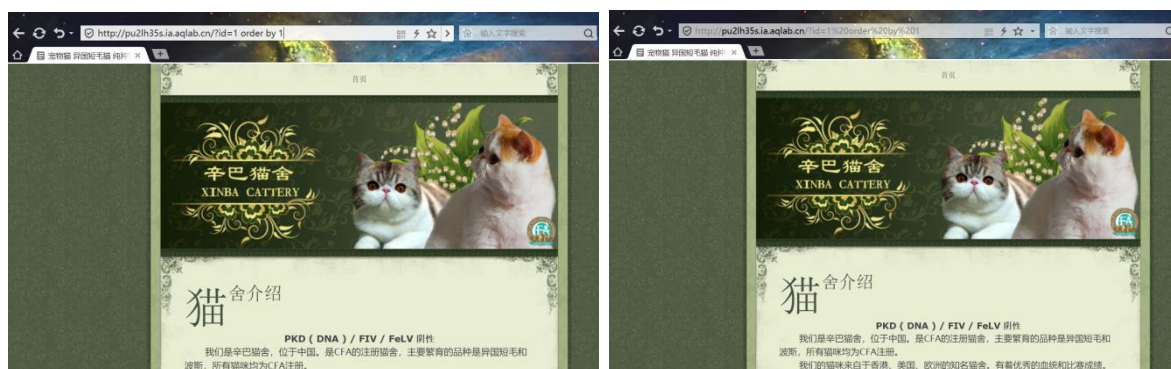 http://pu2lh35s.ia.aqlab.cn/?id=1 order by 1
输入文字搜索
宠物猫 异国短毛猫 纯种
首页
辛巴猫舍
XINBA CATTERY
猫舍介绍
PKD ( DNA ) / FIV / FeLV 阴性
我们是辛巴猫舍，位于中国。是CFA的注册猫舍，主要繁育的品种是异国短毛和
波斯，所有猫咪均为CFA注册。
http://pu2lh35s.ia.aqlab.cn/?id=1%20order%20by%201
输入文字搜索
宠物猫 异国短毛猫 纯种
首页
辛巴猫舍
XINBA CATTERY
猫舍介绍
PKD ( DNA ) / FIV / FeLV 阴性
我们是辛巴猫舍，位于中国。是CFA的注册猫舍，主要繁育的品种是异国短毛和
波斯，所有猫咪均为CFA注册。
我们的猫咪来自于香港、美国、欧洲的知名猫舍。有着优秀的血统和比赛成绩。